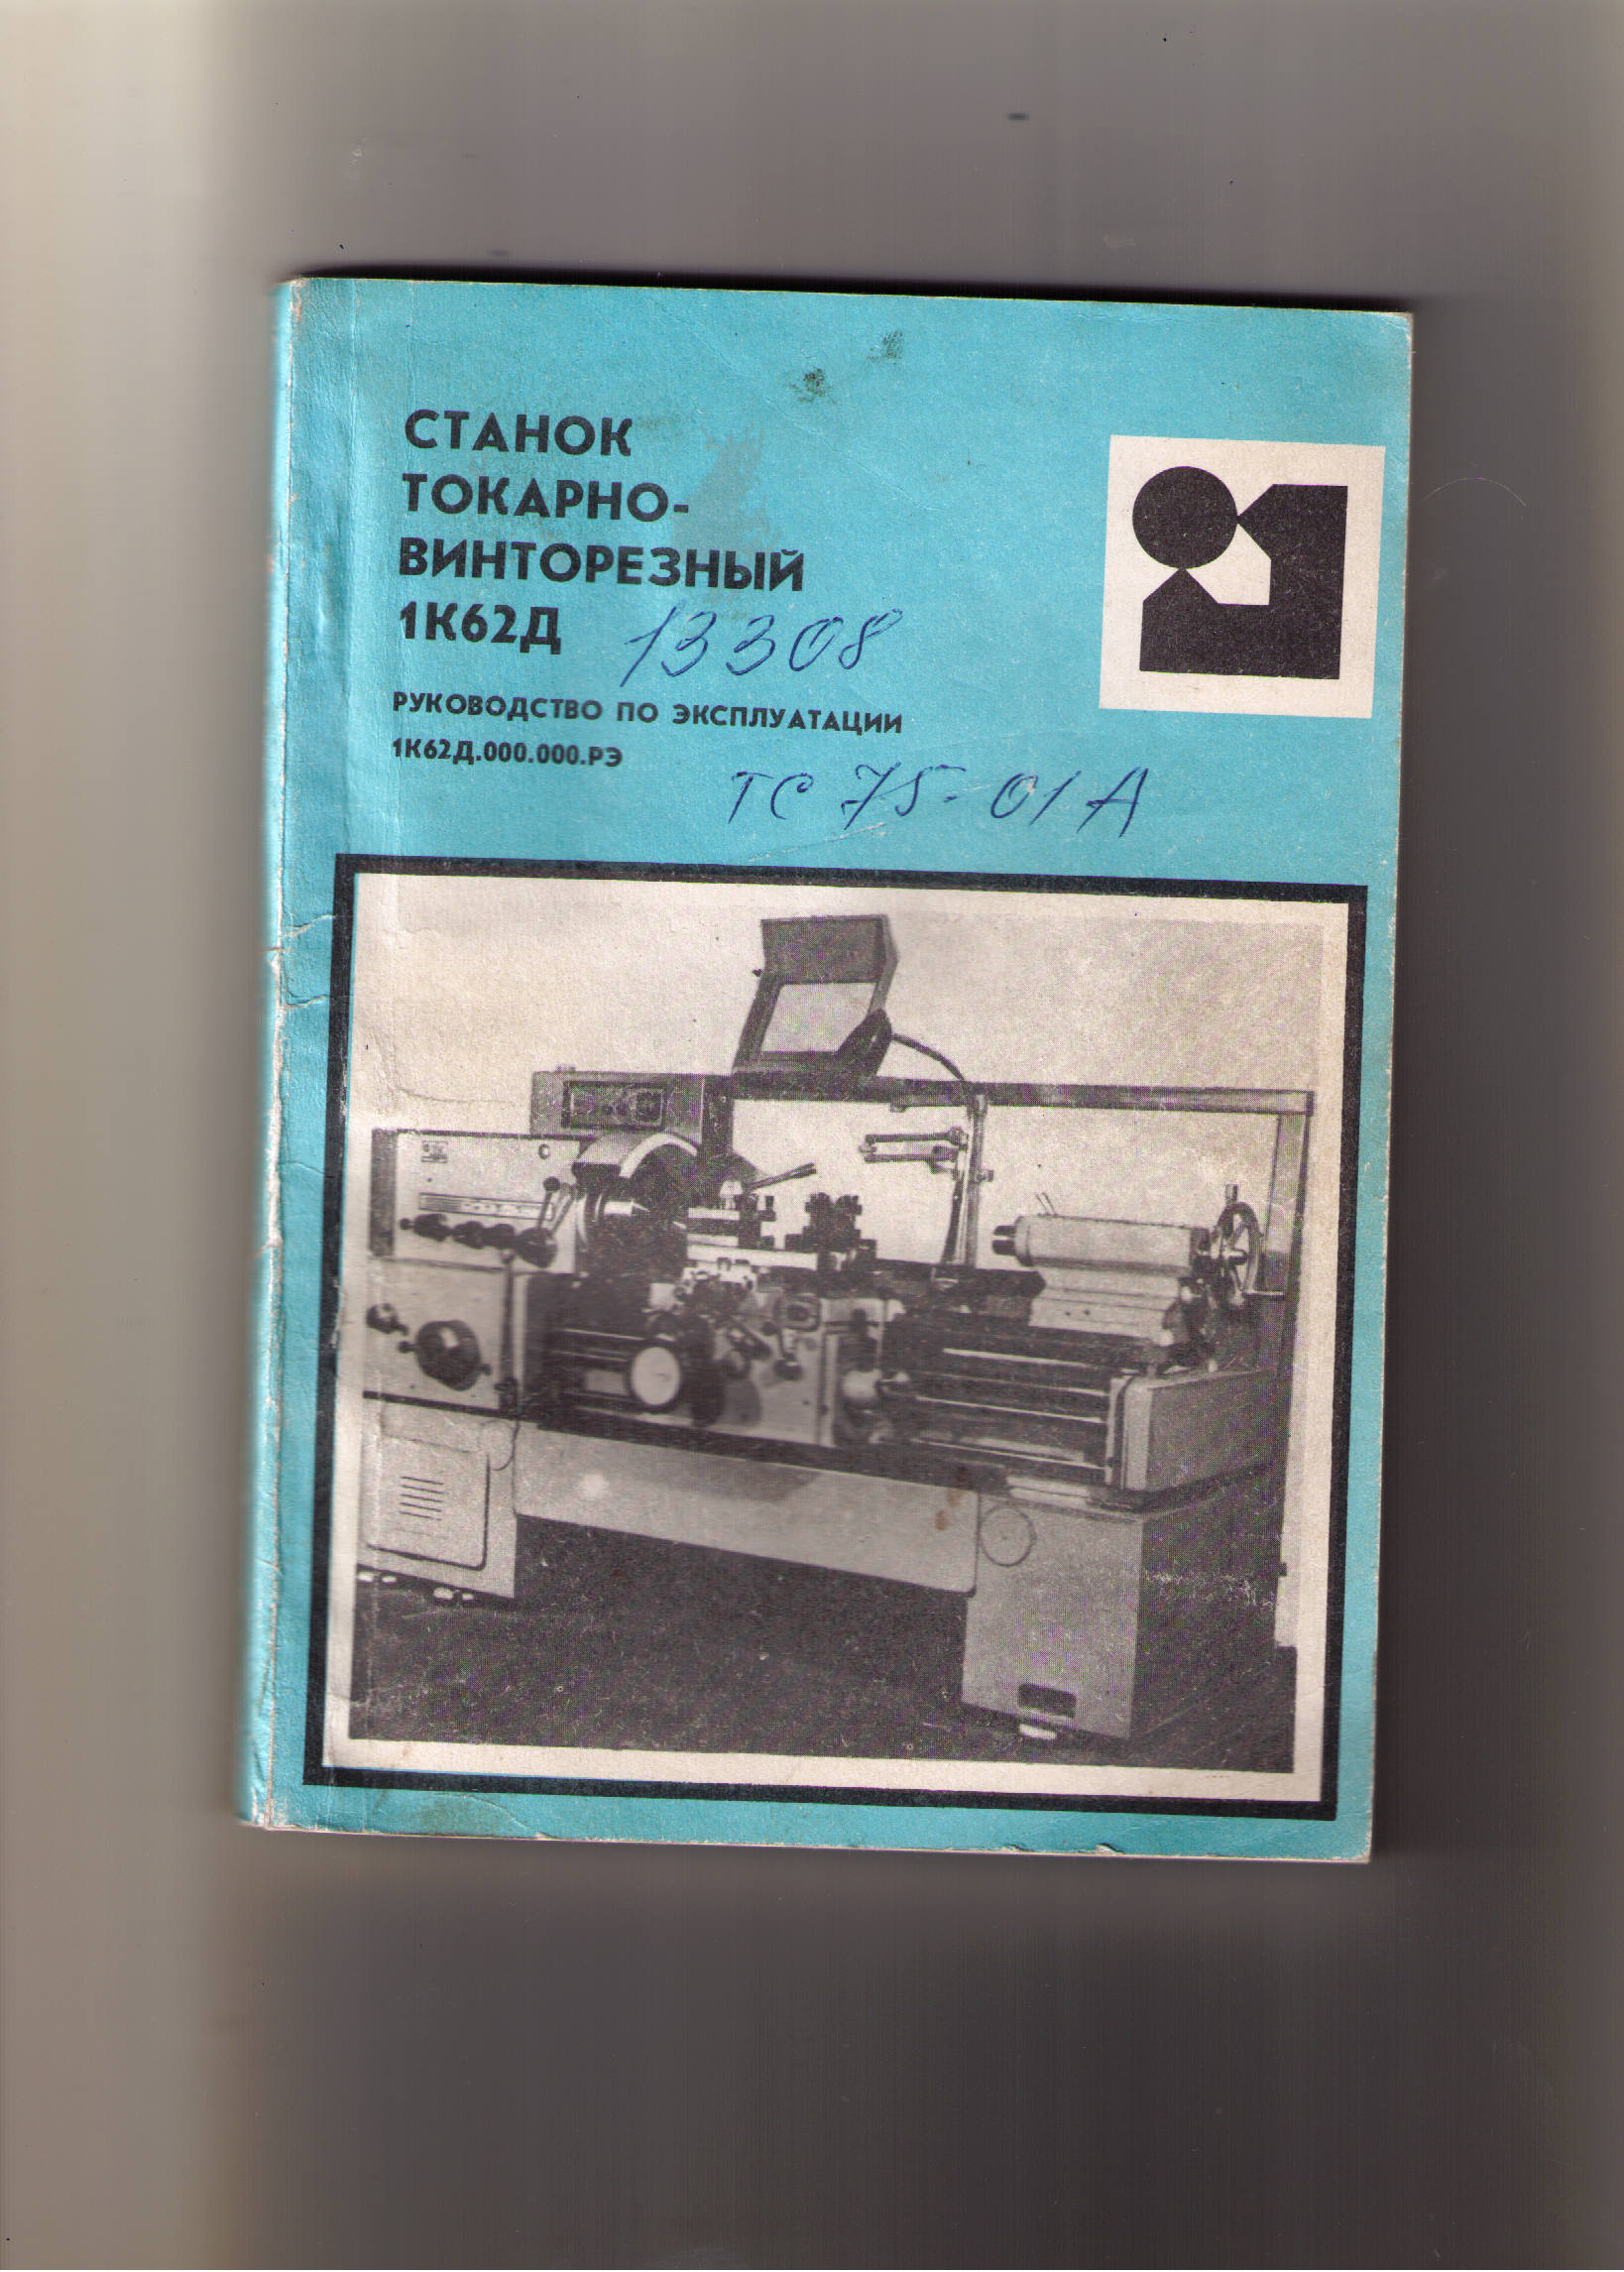 СТАНОК
ТОКАРНО-
ВИНТОРЕЗНЫЙ
1К62Д 13308
РУКОВОДСТВО ПО ЭКСПЛУАТАЦИИ
1К62Д.000.000.РЭ
ТС 75-01А